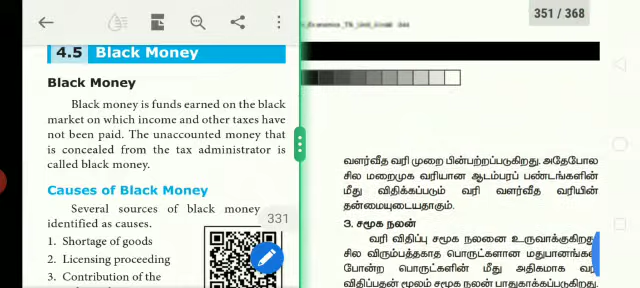 351 / 368
4.5 Black Money
Black Money
Black money is funds earned on the black
market on which income and other taxes have
not been paid. The unaccounted money that
is concealed from the tax administrator is
called black money.
Causes of Black Money
Several sources of black money
identified as causes.
331
1. Shortage of goods
2. Licensing proceeding
3. Contribution of the
வளர்வீத வரி முறை பின்பற்றப்படுகிறது. அதேபோல
சில மறைமுக வரியான ஆடம்பரப் பண்டங்களின்
மீது விதிக்கப்படும் வரி வளர்வீத வரியின்
தன்மையுடையதாகும்.
3. சமூக நலன்
வரி விதிப்பு சமூக நலனை உருவாக்குகிறது
சில விரும்பத்தகாத பொருட்களான மதுபானங்கள்
போன்ற பொருட்களின் மீது அதிகமாக வரி
விதிப்பதன் மூலம் சமூக நலன் பாதுகாக்கப்படுகிறது.